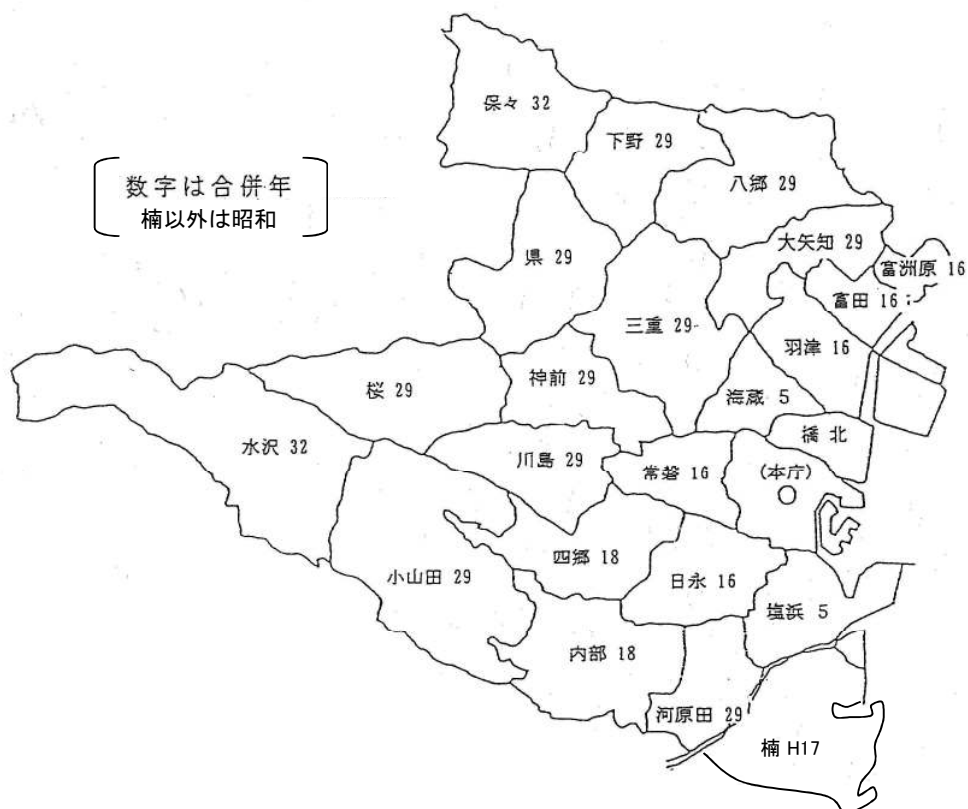 保々 32
下野 29
八郷 29
数字は合併年
楠以外は昭和
大矢知 29
県 29
富洲原 16
富田 16
三重 29
羽津 16
桜 29
神前 29
海蔵 5
水沢 32
橋北
川島 29
常磐 16
(本庁)
四郷 18
小山田 29
日永 16
塩浜 5
内部 18
河原田 29
楠 H17